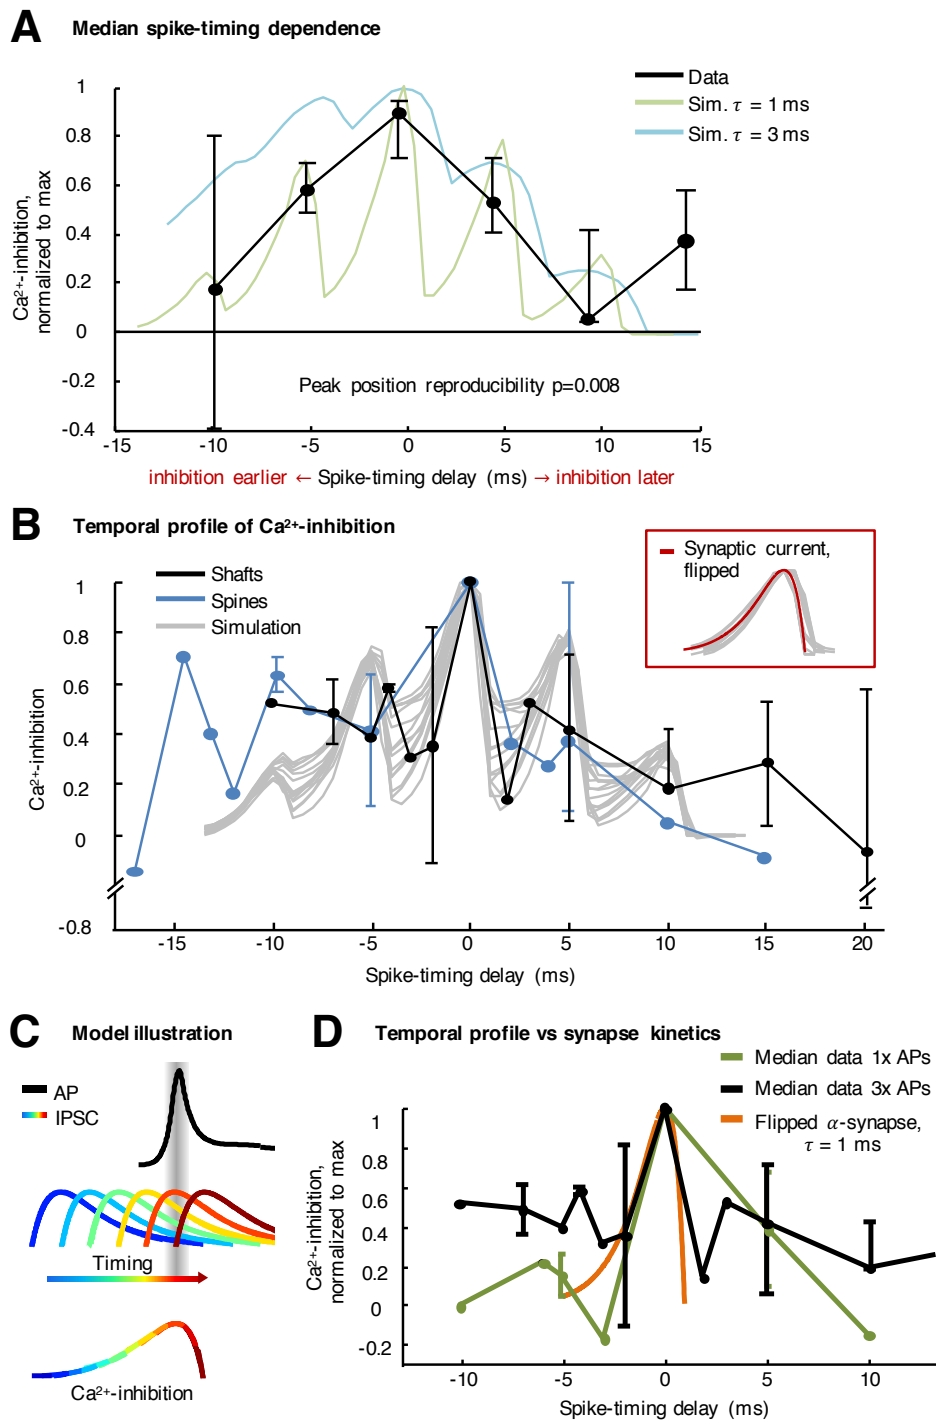 A Median spike-timing dependence
Data
Sim. τ = 1 ms
Sim. τ = 3 ms
Ca²⁺-inhibition,
normalized to max
1
0.8
0.6
0.4
0.2
0
-0.2
-0.4
Peak position reproducibility p=0.008
-15 -10 -5 0 5 10 15
inhibition earlier ← Spike-timing delay (ms) → inhibition later
B Temporal profile of Ca²⁺-inhibition
Shafts
Spines
Simulation
Synaptic current,
flipped
Ca²⁺-inhibition
1
0.8
0.6
0.4
0.2
0
-0.8
-15 -10 -5 0 5 10 15 20
Spike-timing delay (ms)
C Model illustration
AP
IPSC
Timing
Ca²⁺-inhibition
D Temporal profile vs synapse kinetics
Median data 1x APs
Median data 3x APs
Flipped α-synapse,
τ = 1 ms
Ca²⁺-inhibition,
normalized to max
1
0.8
0.6
0.4
0.2
0
-0.2
-10 -5 0 5 10
Spike-timing delay (ms)